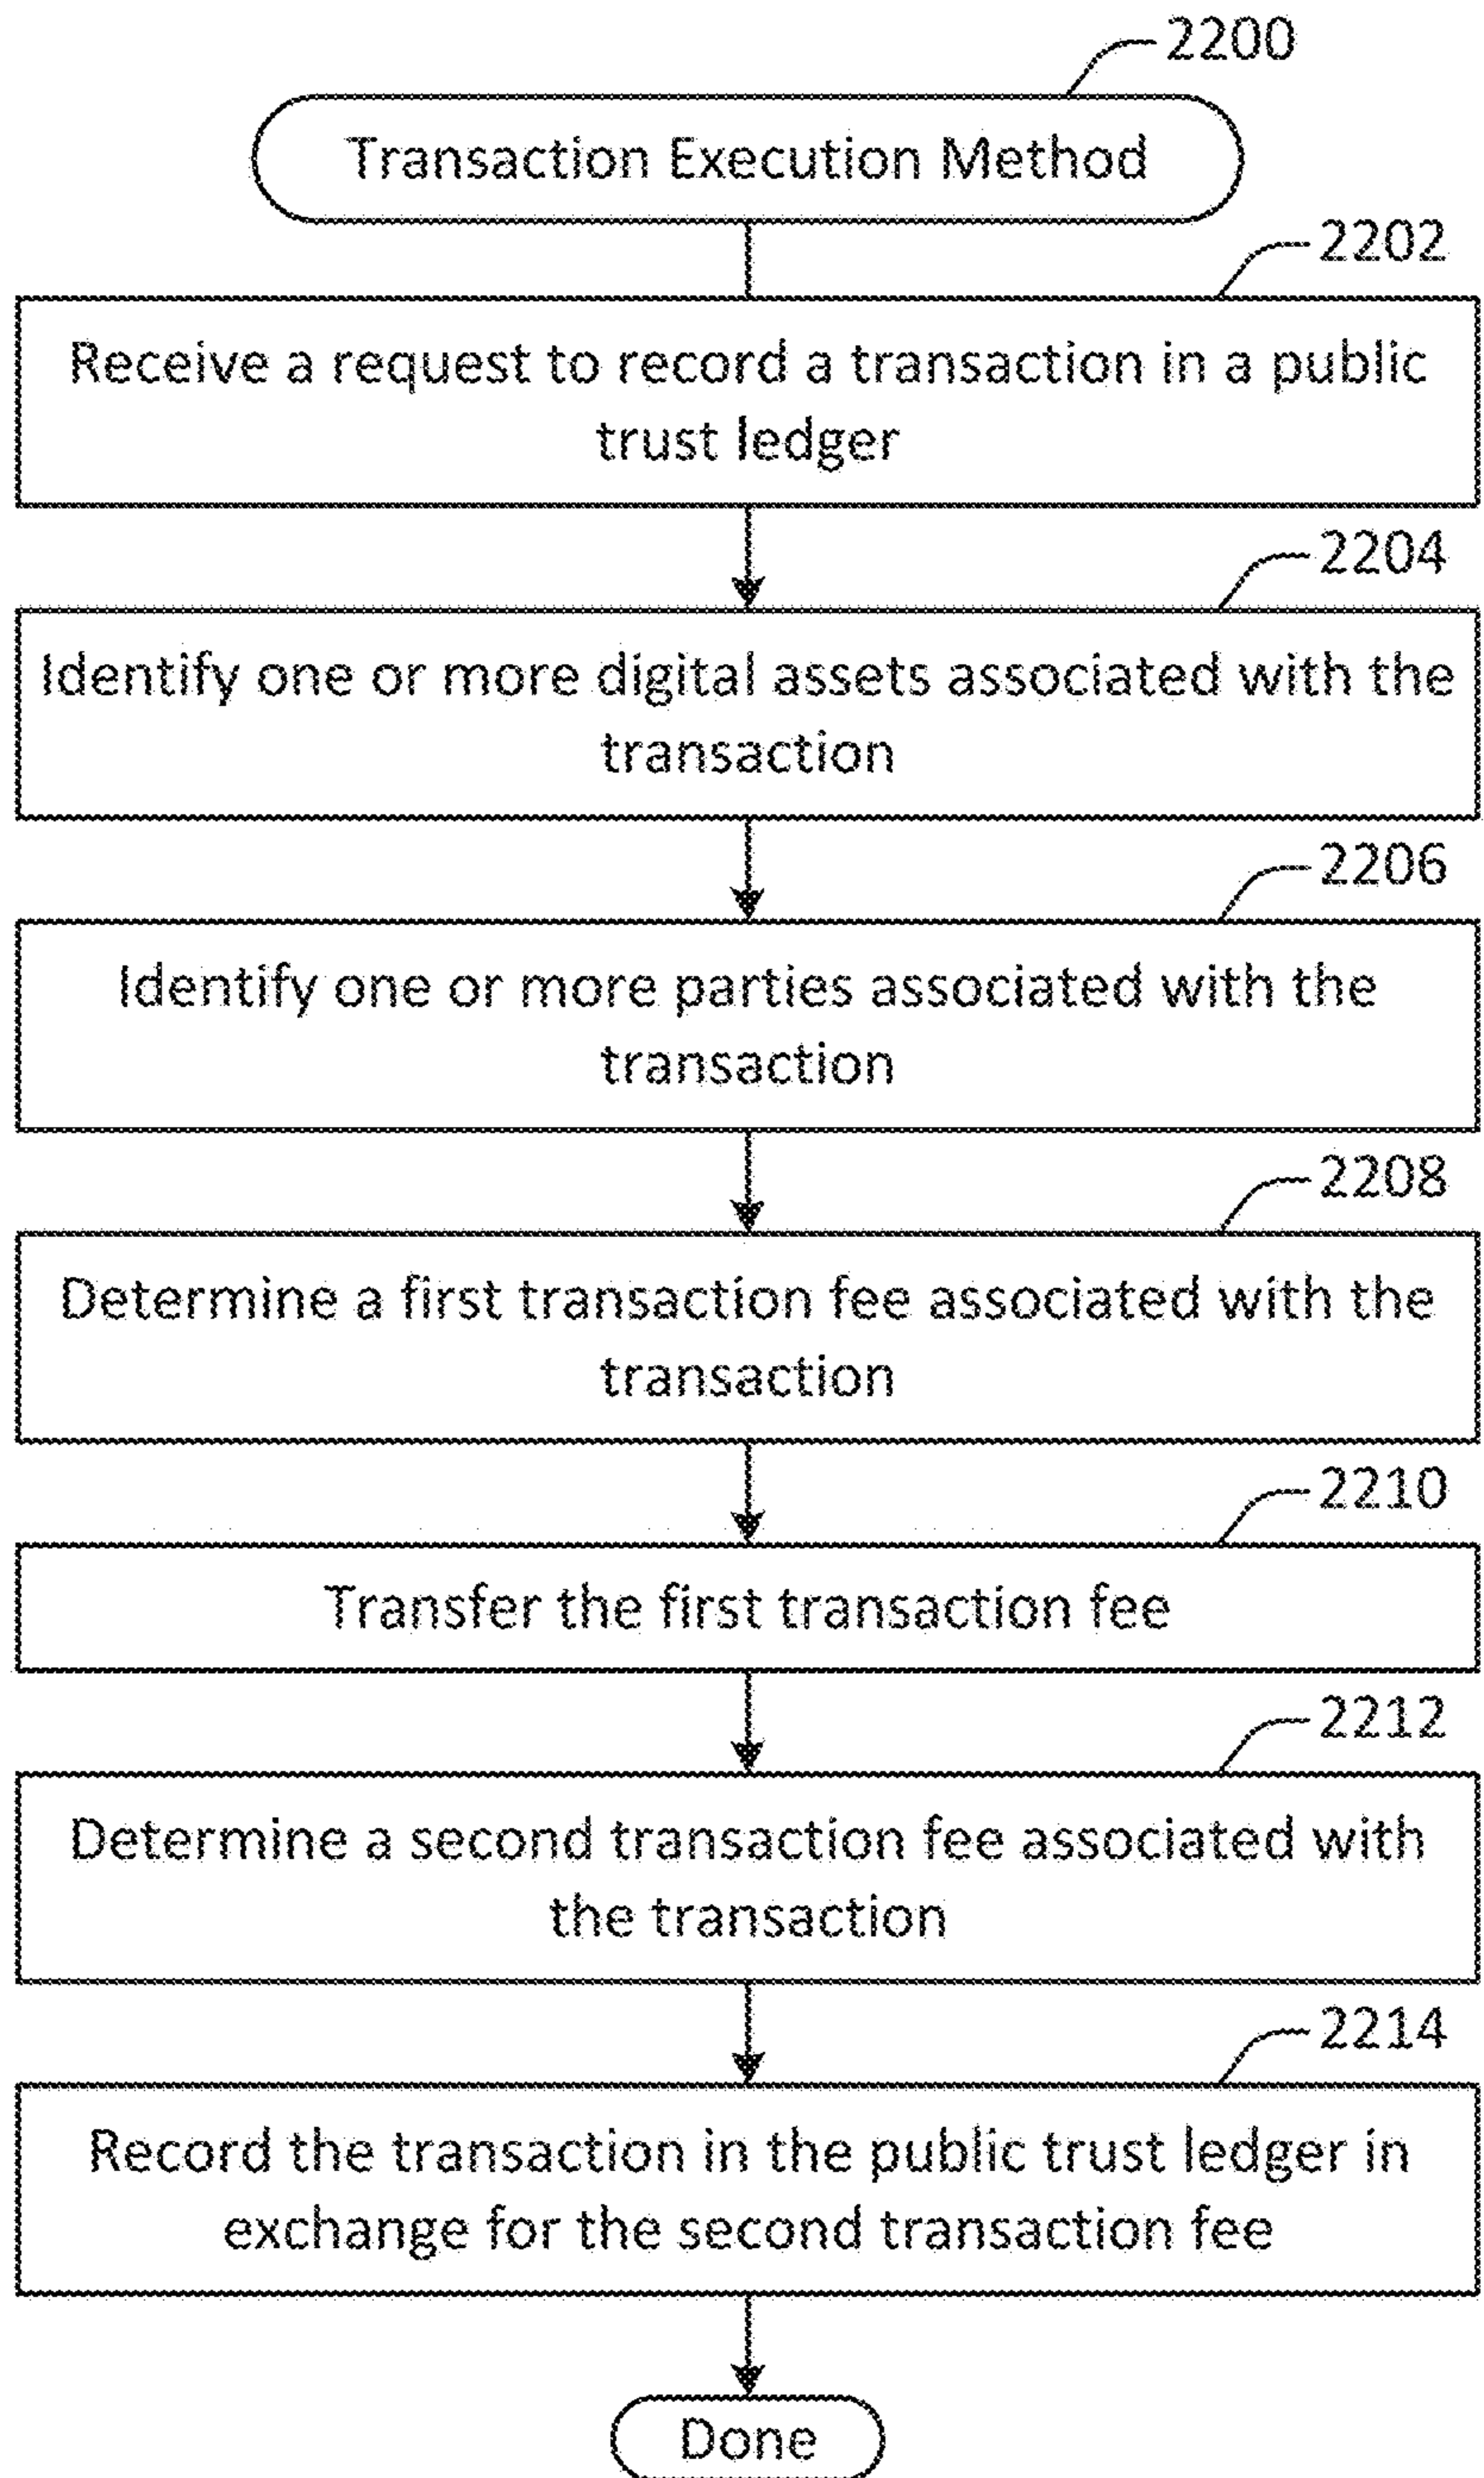 2200
Transaction Execution Method
2202
Receive a request to record a transaction in a public
trust ledger
2204
Identify one or more digital assets associated with the
transaction
2206
Identify one or more parties associated with the
transaction
2208
Determine a first transaction fee associated with the
transaction
2210
Transfer the first transaction fee
2212
Determine a second transaction fee associated with
the transaction
2214
Record the transaction in the public trust ledger in
exchange for the second transaction fee
Done